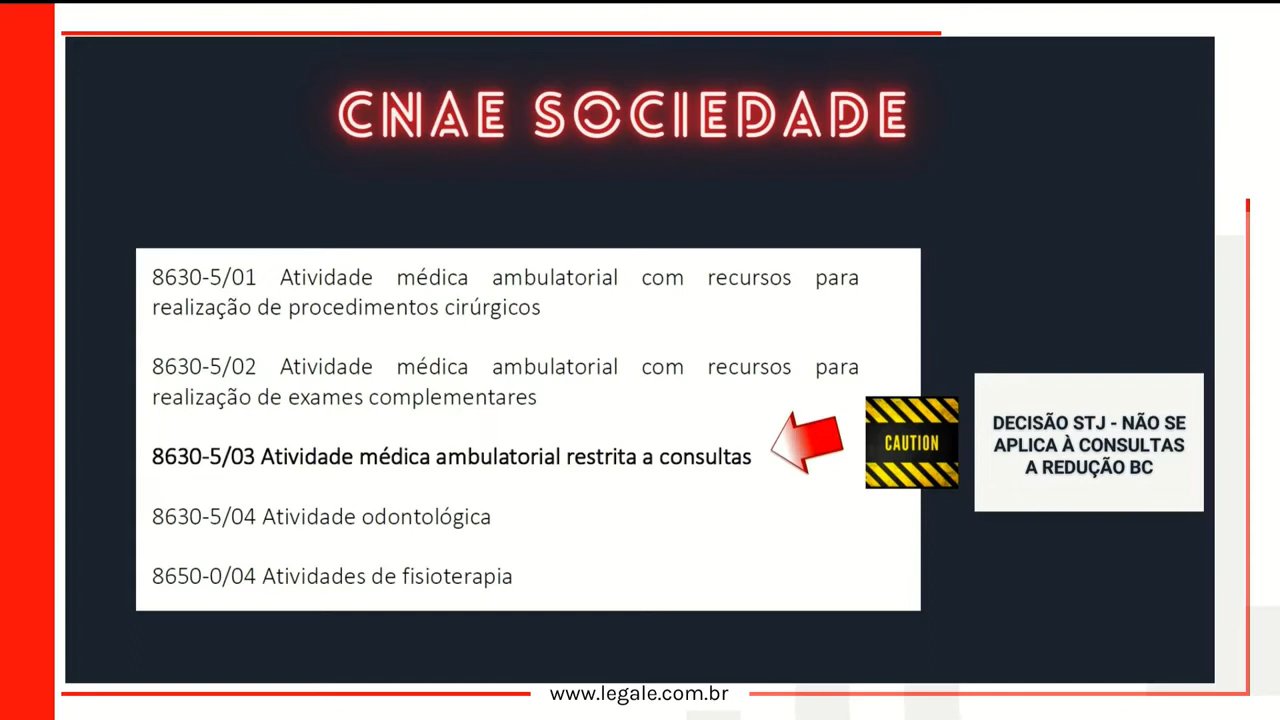 CNAE SOCIEDADE
8630-5/01 Atividade médica ambulatorial com recursos para
realização de procedimentos cirúrgicos
8630-5/02 Atividade médica ambulatorial com recursos para
realização de exames complementares
8630-5/03 Atividade médica ambulatorial restrita a consultas
8630-5/04 Atividade odontológica
8650-0/04 Atividades de fisioterapia
CAUTION
DECISÃO STJ - NÃO SE
APLICA À CONSULTAS
A REDUÇÃO BC
www.legale.com.br